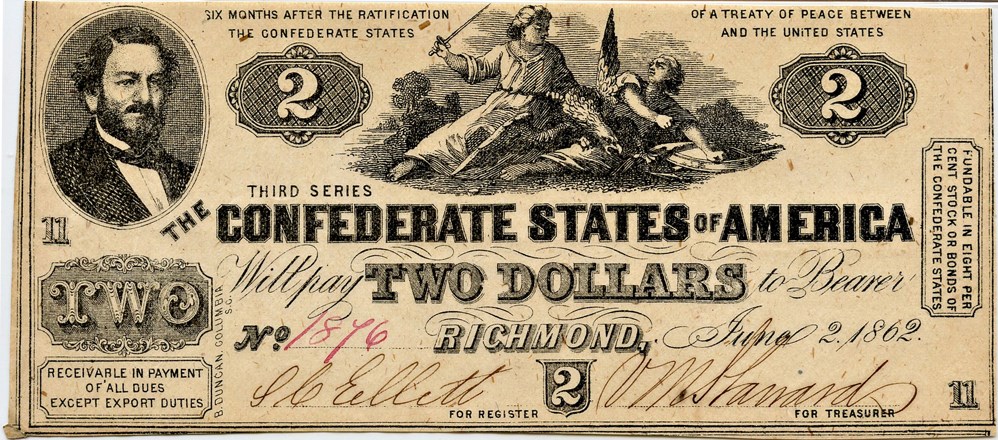 SIX MONTHS AFTER THE RATIFICATION OF A TREATY OF PEACE BETWEEN
THE CONFEDERATE STATES AND THE UNITED STATES
2
2
THIRD SERIES
THE CONFEDERATE STATES OF AMERICA
11
Will pay TWO DOLLARS to Bearer
TWO
No. 1876 RICHMOND, June 2, 1862.
RECEIVABLE IN PAYMENT
OF ALL DUES
EXCEPT EXPORT DUTIES
B. DUNCAN, COLUMBIA
S.C.
FOR REGISTER
2
FOR TREASURER
11
FUNDABLE IN EIGHT PER
CENT STOCK OR BONDS OF
THE CONFEDERATE STATES